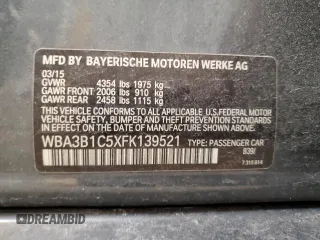 MFD BY BAYERISCHE MOTOREN WERKE AG
03/15
GVWR 4354 lbs 1975 kg
GAWR FRONT 2006 lbs 910 kg
GAWR REAR 2458 lbs 1115 kg
THIS VEHICLE CONFORMS TO ALL APPLICABLE U.S. FEDERAL
MOTOR VEHICLE SAFETY, BUMPER, AND THEFT PREVENTION
STANDARDS IN EFFECT ON THE DATE OF MANUFACTURE SHOWN ABOVE.
WBA3B1C5XFK139521 TYPE: PASSENGER CAR
DREAMBID
DREAMBID.COM